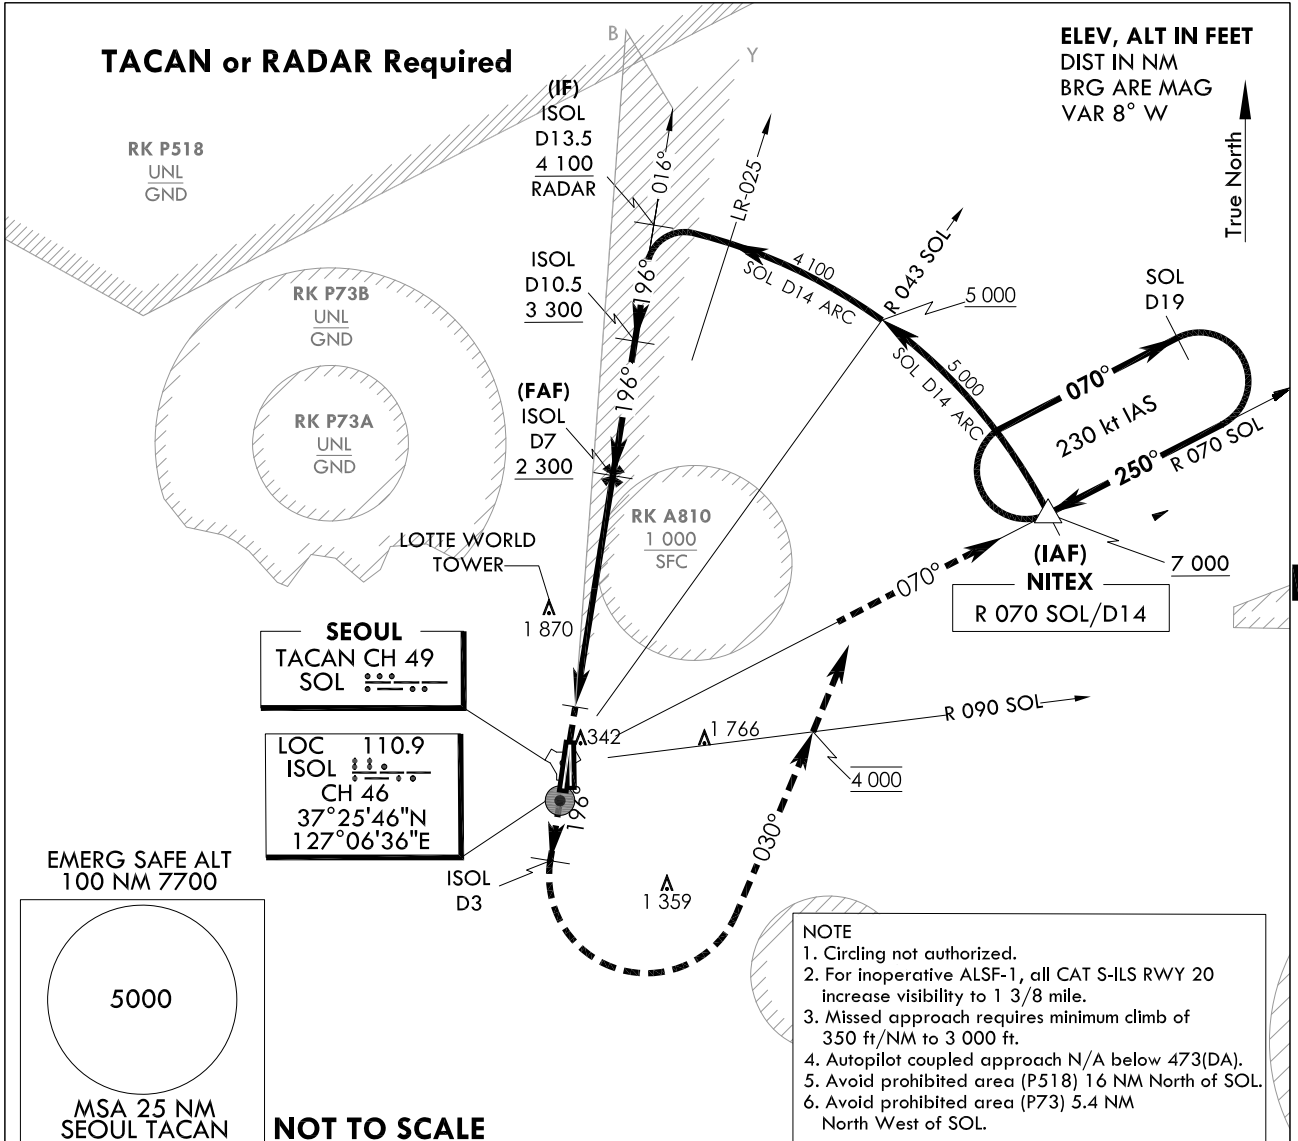 TACAN or RADAR Required
B
Y
ELEV, ALT IN FEET
DIST IN NM
BRG ARE MAG
VAR 8° W
True North
(IF)
ISOL
D13.5
4 100
RADAR
RK P518
UNL
GND
016°
LR-025
R 043 SOL
4 100
SOL D14 ARC
5 000
SOL
D19
ISOL
D10.5
3 300
196°
RK P73B
UNL
GND
5 000
SOL D14 ARC
070°
230 kt IAS
250°
R 070 SOL
(FAF)
ISOL
D7
2 300
196°
RK P73A
UNL
GND
RK A810
1 000
SFC
LOTTE WORLD
TOWER
1 870
070°
(IAF)
NITEX
R 070 SOL/D14
7 000
SEOUL
TACAN CH 49
SOL
342
1 766
R 090 SOL
4 000
LOC 110.9
ISOL
CH 46
37°25'46"N
127°06'36"E
196°
030°
ISOL
D3
1 359
EMERG SAFE ALT
100 NM 7700
5000
MSA 25 NM
SEOUL TACAN
NOT TO SCALE
NOTE
1. Circling not authorized.
2. For inoperative ALSF-1, all CAT S-ILS RWY 20
increase visibility to 1 3/8 mile.
3. Missed approach requires minimum climb of
350 ft/NM to 3 000 ft.
4. Autopilot coupled approach N/A below 473(DA).
5. Avoid prohibited area (P518) 16 NM North of SOL.
6. Avoid prohibited area (P73) 5.4 NM
North West of SOL.